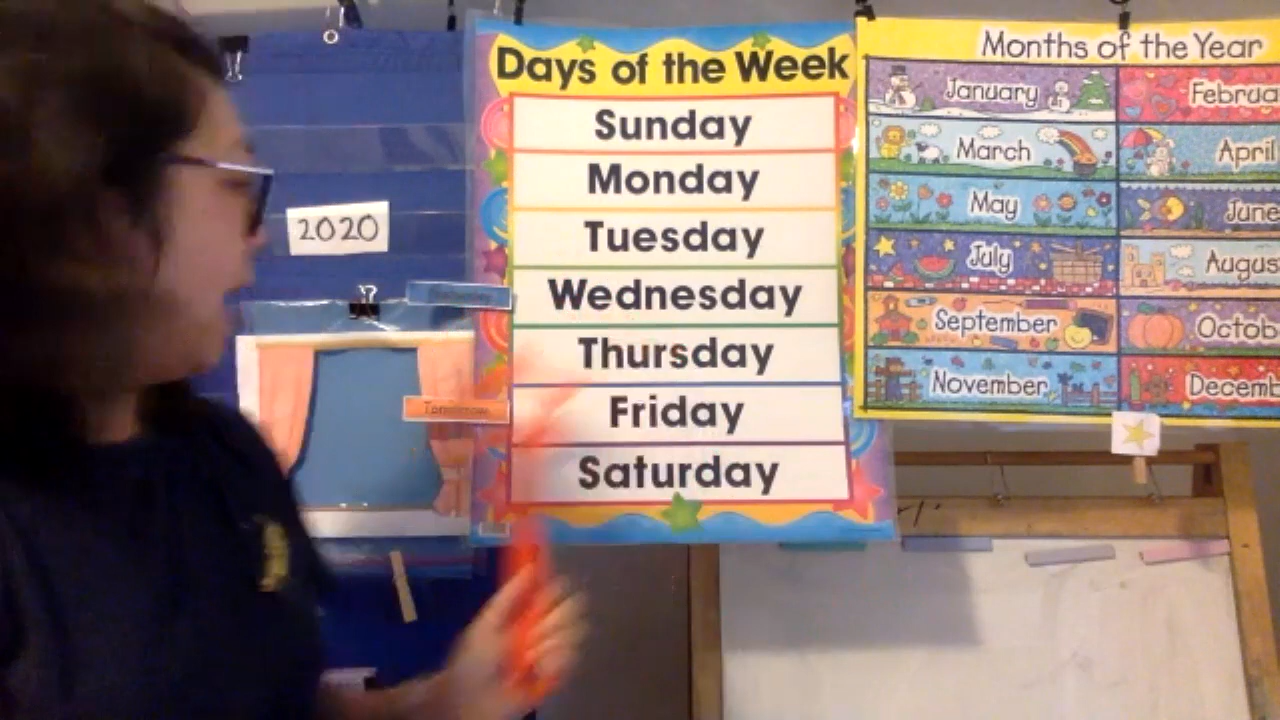 2020
Days of the Week
Sunday
Monday
Tuesday
Wednesday
Thursday
Friday
Saturday
Tomorrow
Months of the Year
January
Februa
March
April
May
June
July
Augus
September
Octob
November
Decemb